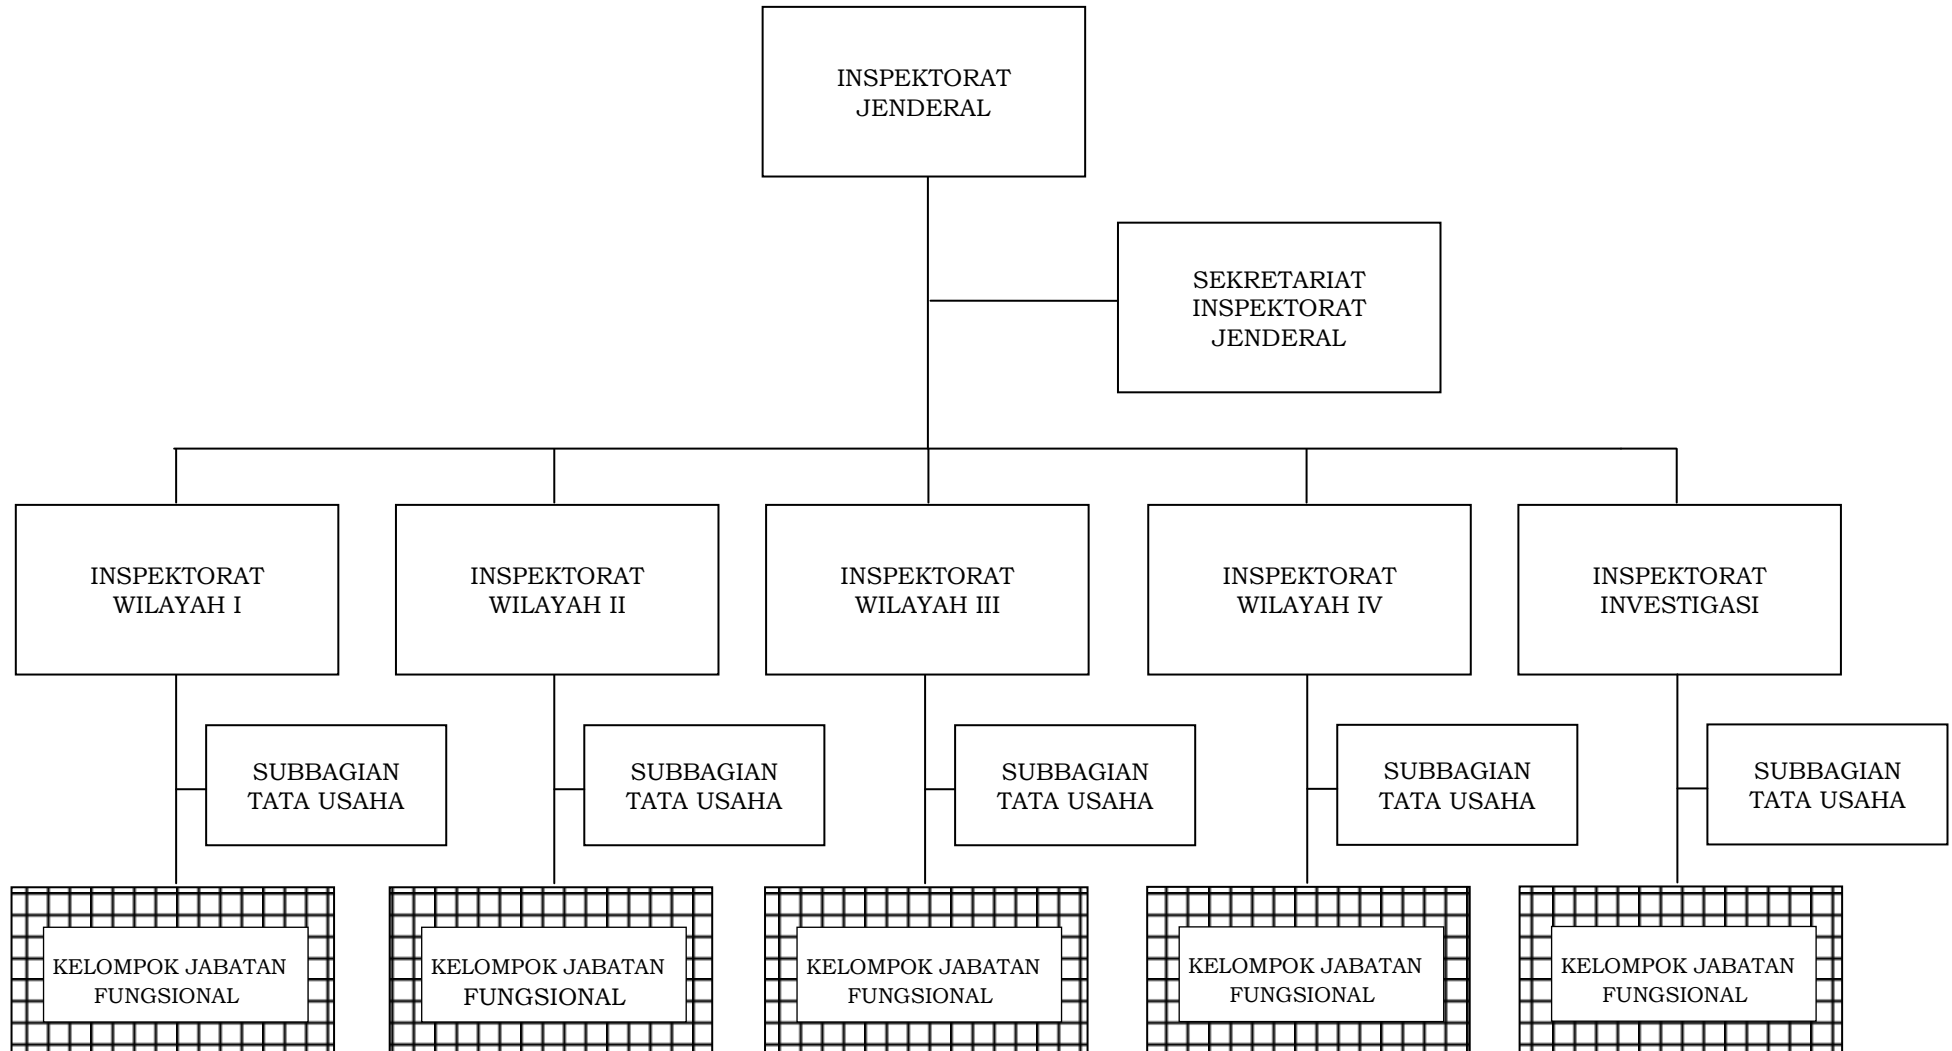 INSPEKTORAT
JENDERAL
SEKRETARIAT
INSPEKTORAT
JENDERAL
INSPEKTORAT
WILAYAH I
INSPEKTORAT
WILAYAH II
INSPEKTORAT
WILAYAH III
INSPEKTORAT
WILAYAH IV
INSPEKTORAT
INVESTIGASI
SUBBAGIAN
TATA USAHA
SUBBAGIAN
TATA USAHA
SUBBAGIAN
TATA USAHA
SUBBAGIAN
TATA USAHA
SUBBAGIAN
TATA USAHA
KELOMPOK JABATAN
FUNGSIONAL
KELOMPOK JABATAN
FUNGSIONAL
KELOMPOK JABATAN
FUNGSIONAL
KELOMPOK JABATAN
FUNGSIONAL
KELOMPOK JABATAN
FUNGSIONAL